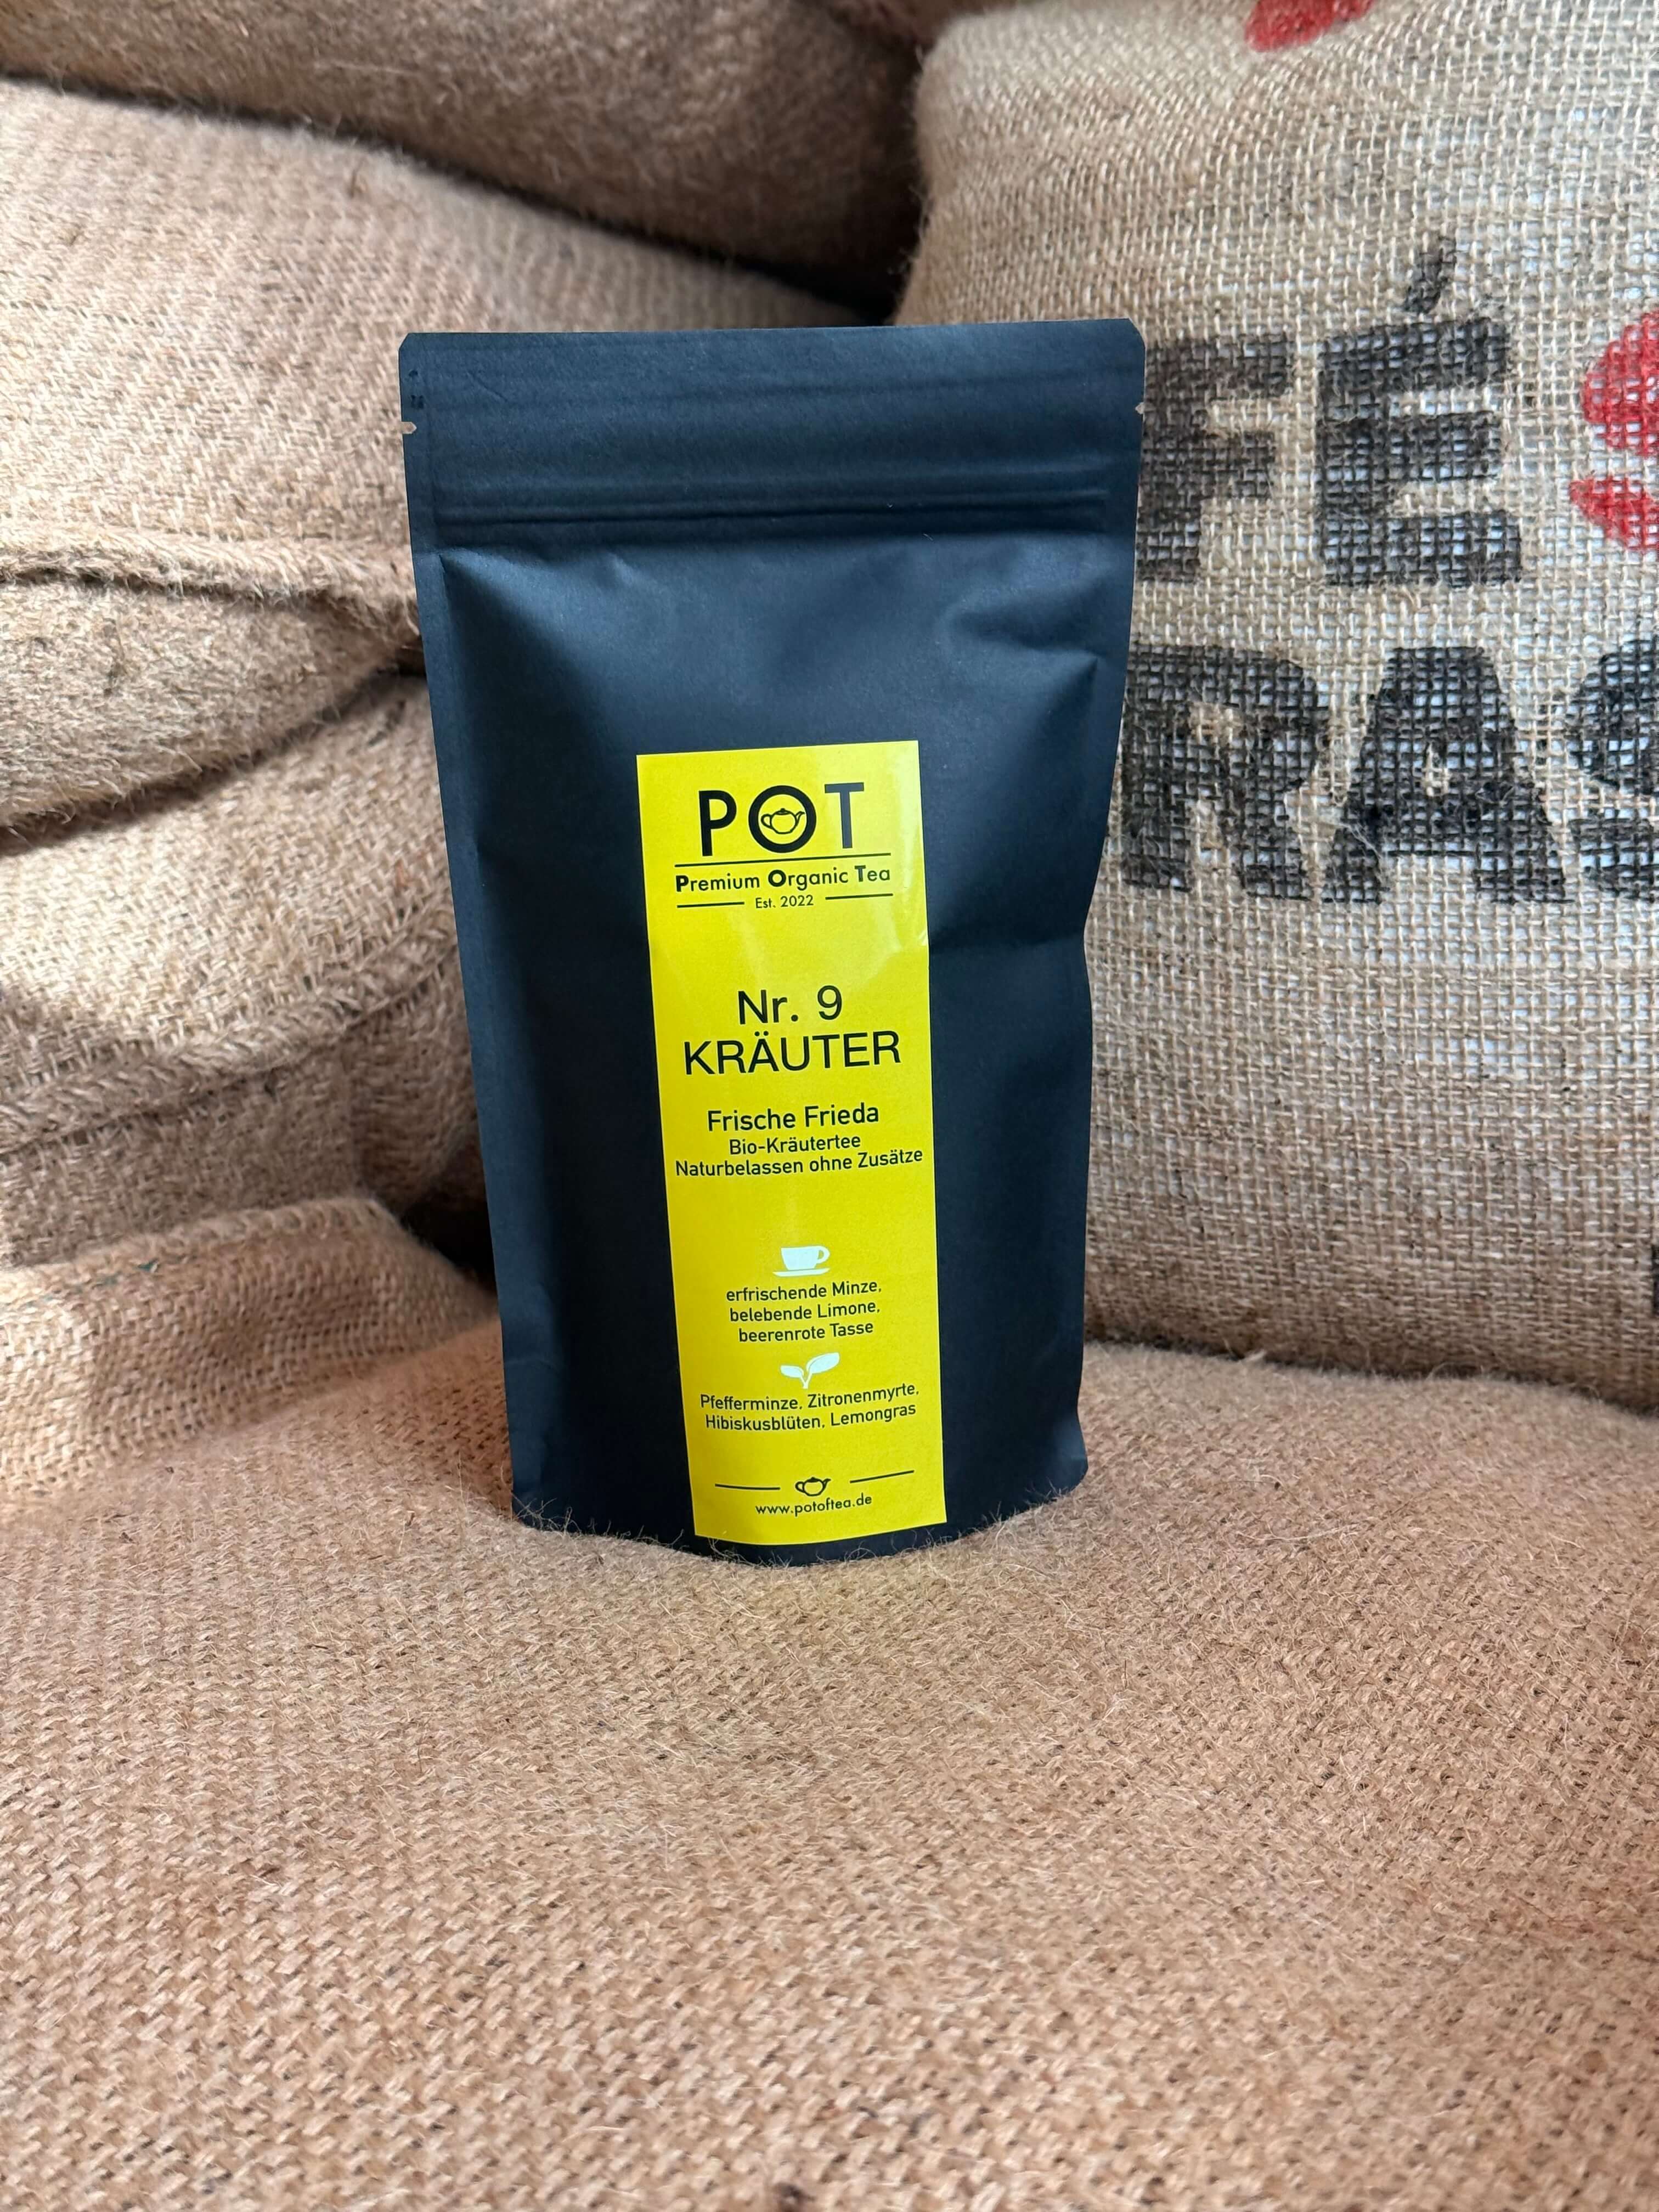 POT
Premium Organic Tea
Est. 2022
Nr. 9
KRÄUTER
Frische Frieda
Bio-Kräutertee
Naturbelassen ohne Zusätze
erfrischende Minze,
belebende Limone,
beerenrote Tasse
Pfefferminze, Zitronenmyrte,
Hibiskusblüten, Lemongras
www.potoftea.de
FÉ
RAS